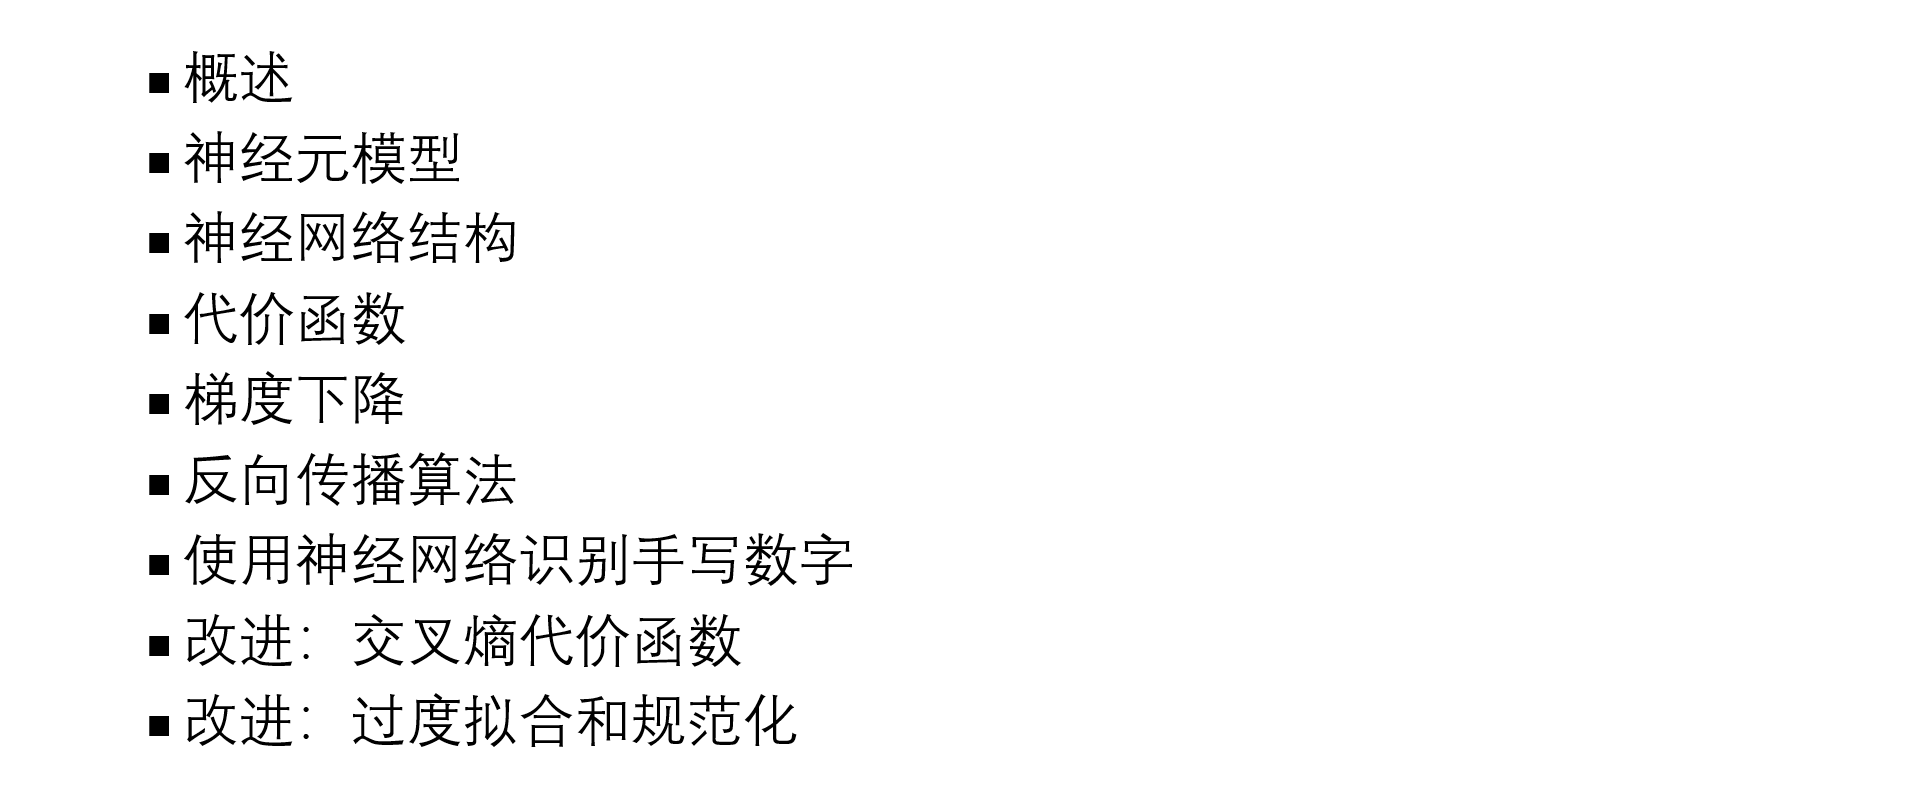 ▪ 概述
▪ 神经元模型
▪ 神经网络结构
▪ 代价函数
▪ 梯度下降
▪ 反向传播算法
▪ 使用神经网络识别手写数字
▪ 改进：交叉熵代价函数
▪ 改进：过度拟合和规范化